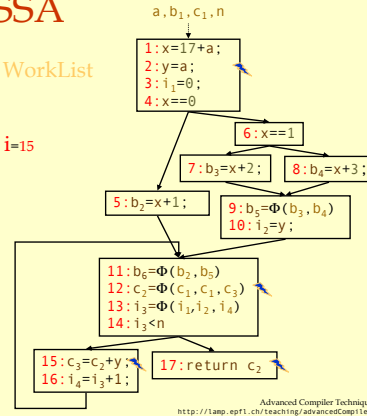 SSA
a,b₁,c₁,n
WorkList
1:x=17+a;
2:y=a;
3:i₁=0;
4:x==0
i=15
6:x==1
7:b₃=x+2;
8:b₄=x+3;
5:b₂=x+1;
9:b₅=Φ(b₃,b₄)
10:i₂=y;
11:b₆=Φ(b₂,b₅)
12:c₂=Φ(c₁,c₁,c₃)
13:i₃=Φ(i₁,i₂,i₄)
14:i₃<n
15:c₃=c₂+y;
16:i₄=i₃+1;
17:return c₂
Advanced Compiler Techniqu
http://lamp.epfl.ch/teaching/advancedCompile